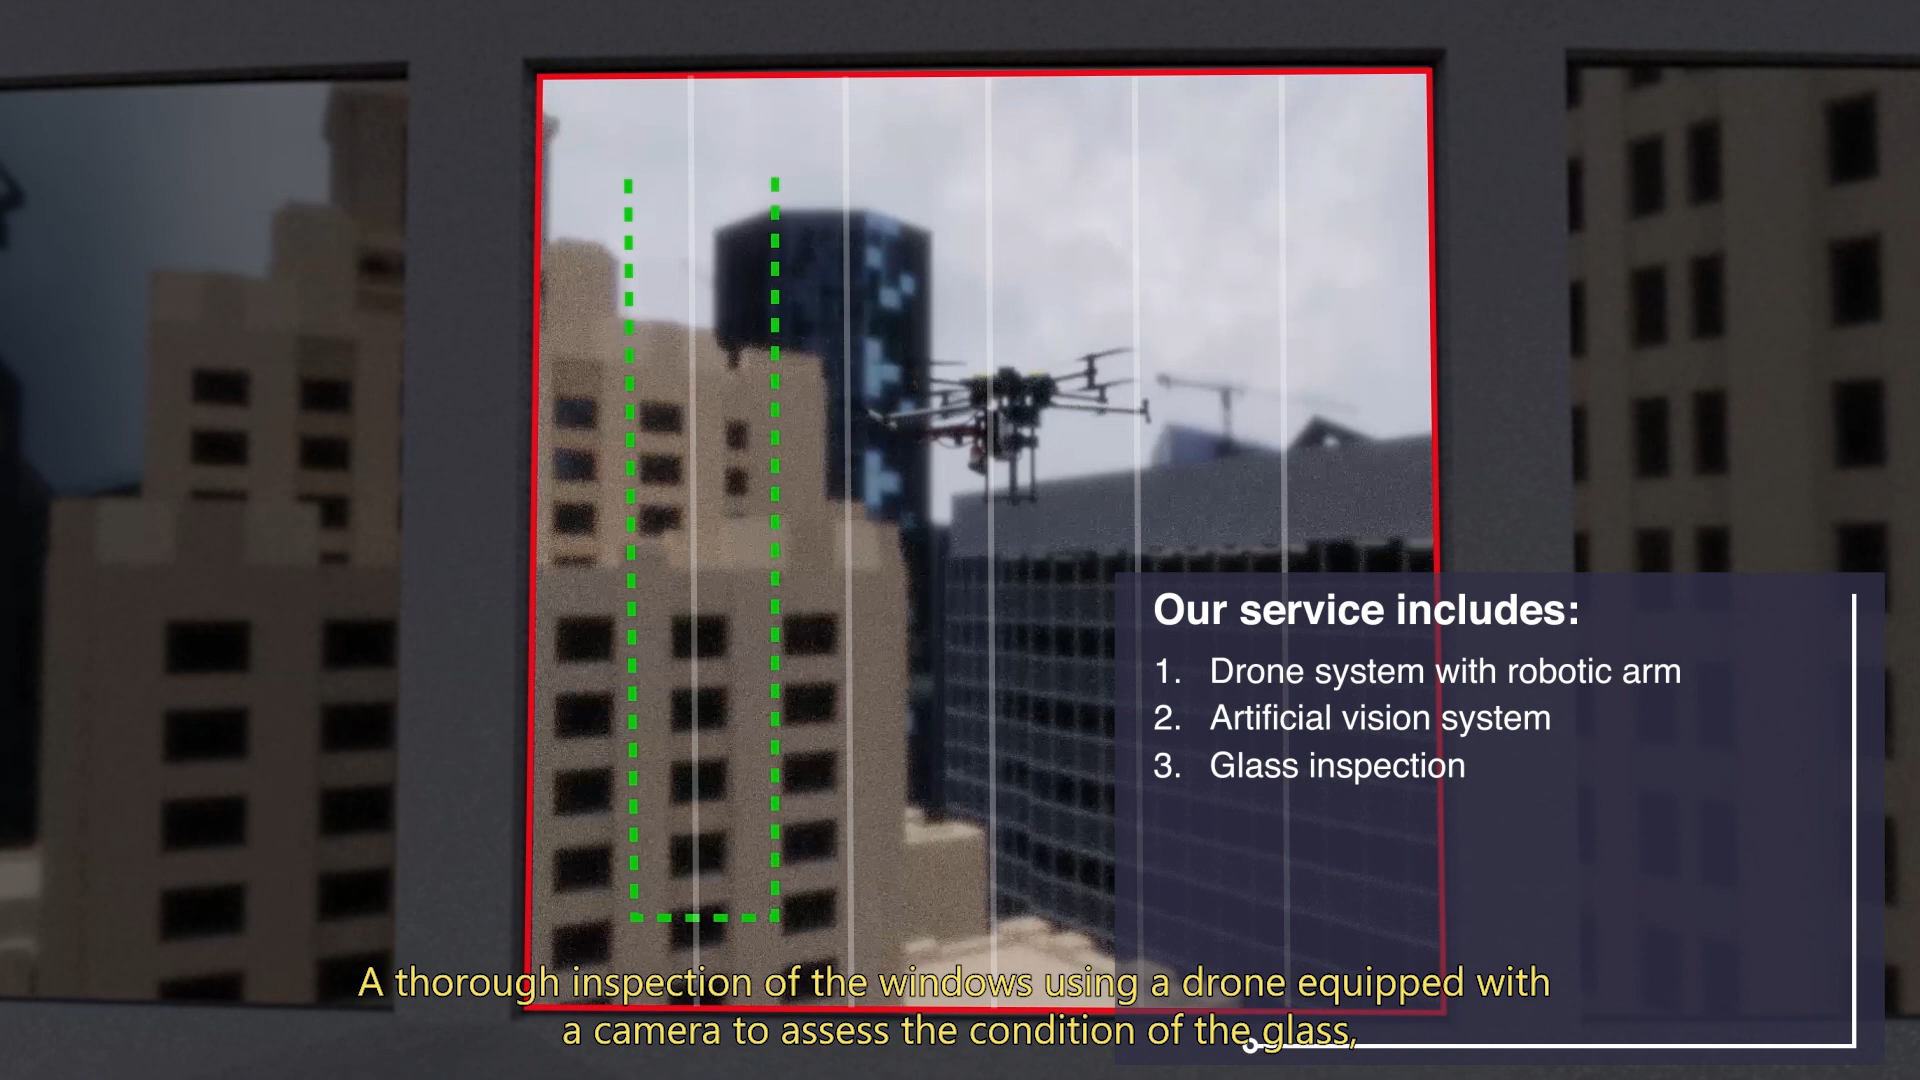 Our service includes:
1. Drone system with robotic arm
2. Artificial vision system
3. Glass inspection
A thorough inspection of the windows using a drone equipped with
a camera to assess the condition of the glass,